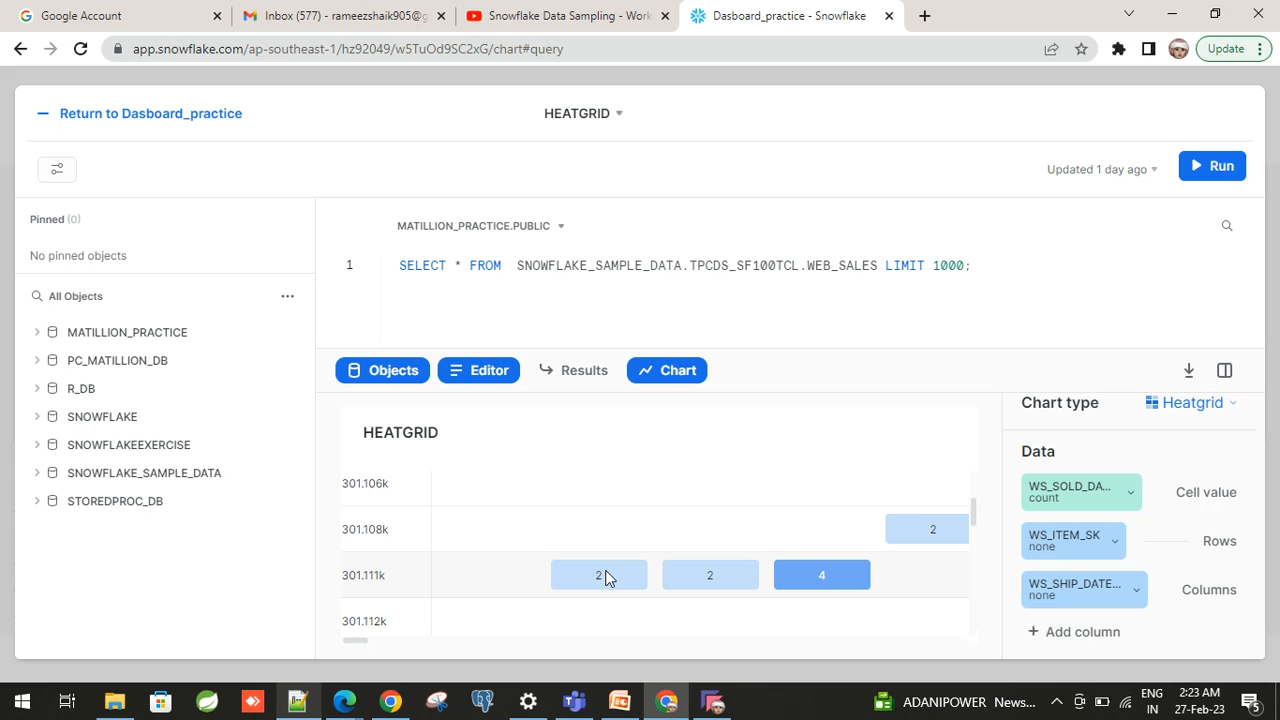 Google Account
Inbox (577) - rameezshaik905@g
Snowflake Data Sampling - Work
Dasboard_practice - Snowflake
app.snowflake.com/ap-southeast-1/hz92049/w5TuOd9SC2xG/chart#query
Update
Return to Dasboard_practice
HEATGRID
Updated 1 day ago
Run
Pinned (0)
No pinned objects
All Objects
MATILLION_PRACTICE
PC_MATILLION_DB
R_DB
SNOWFLAKE
SNOWFLAKEEXERCISE
SNOWFLAKE_SAMPLE_DATA
STOREDPROC_DB
MATILLION_PRACTICE.PUBLIC
1 SELECT * FROM SNOWFLAKE_SAMPLE_DATA.TPCDS_SF100TCL.WEB_SALES LIMIT 1000;
Objects
Editor
Results
Chart
HEATGRID
301.106k
301.108k 2
301.111k 2 2 4
301.112k
Chart type Heatgrid
Data
WS_SOLD_DA...
count
Cell value
WS_ITEM_SK
none
Rows
WS_SHIP_DATE...
none
Columns
+ Add column
ADANIPOWER News...
ENG
IN
2:23 AM
27-Feb-23
5